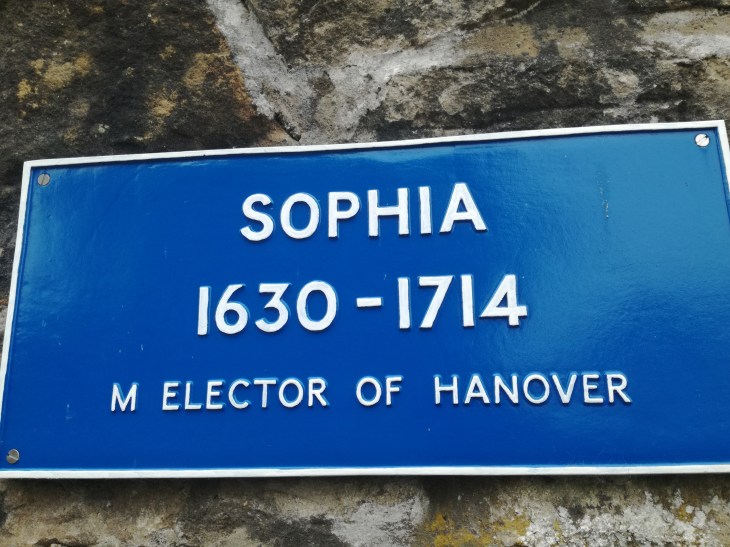 SOPHIA
1630-1714
M ELECTOR OF HANOVER